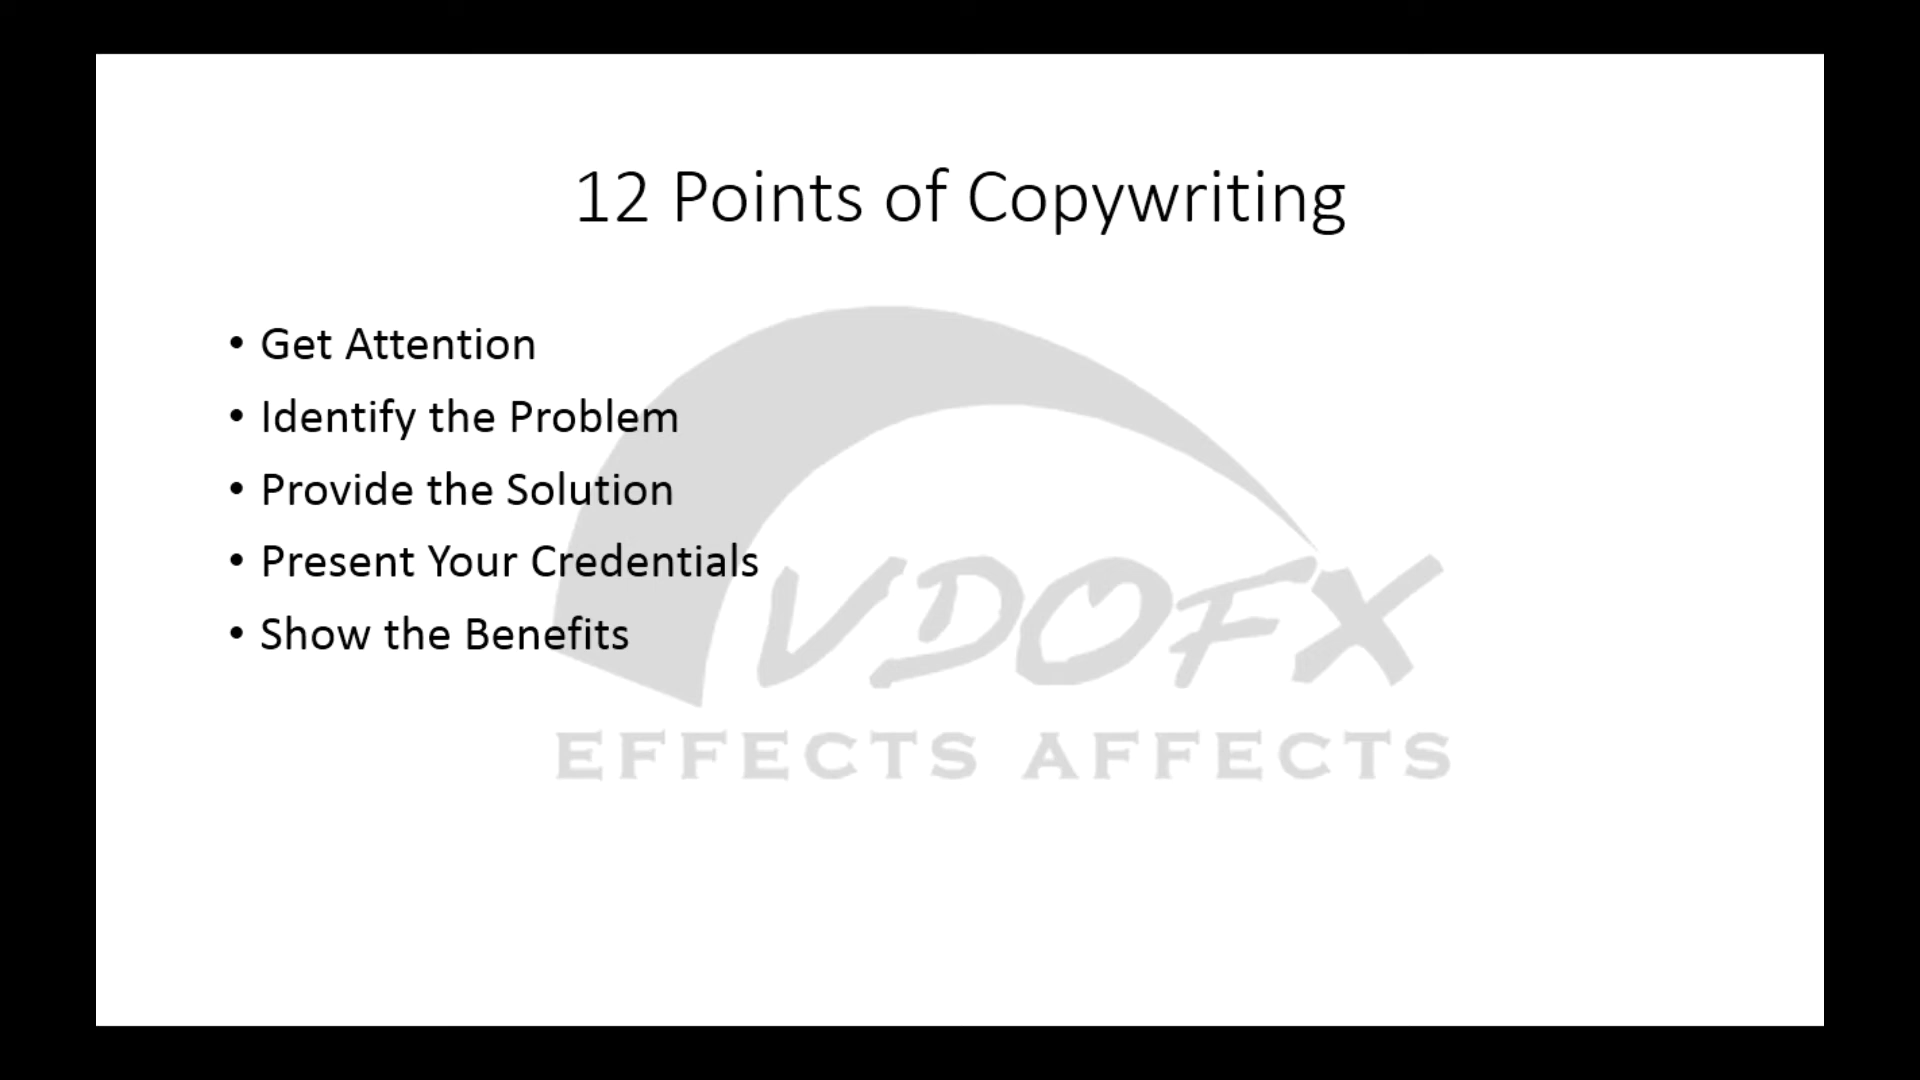 12 Points of Copywriting
• Get Attention
• Identify the Problem
• Provide the Solution
• Present Your Credentials
• Show the Benefits
VDOFX
EFFECTS AFFECTS